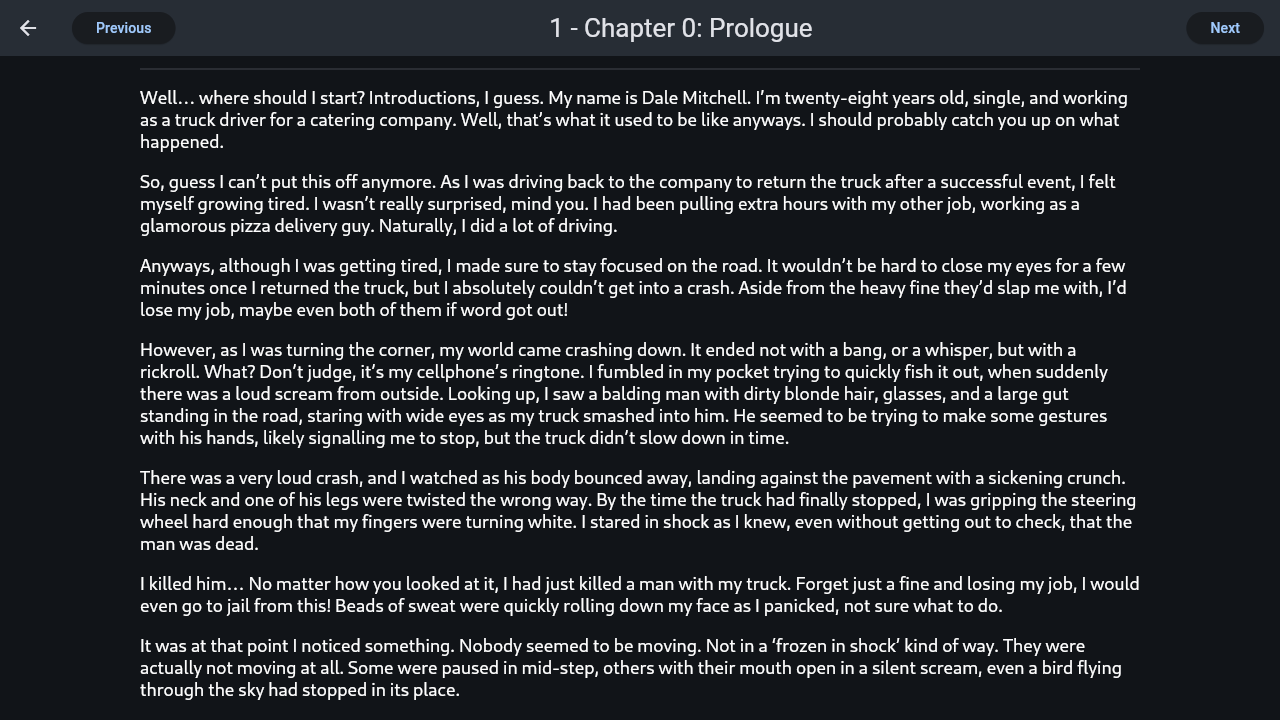 Previous
1 - Chapter 0: Prologue
Next
Well… where should I start? Introductions, I guess. My name is Dale Mitchell. I’m twenty-eight years old, single, and working
as a truck driver for a catering company. Well, that’s what it used to be like anyways. I should probably catch you up on what
happened.
So, guess I can’t put this off anymore. As I was driving back to the company to return the truck after a successful event, I felt
myself growing tired. I wasn’t really surprised, mind you. I had been pulling extra hours with my other job, working as a
glamorous pizza delivery guy. Naturally, I did a lot of driving.
Anyways, although I was getting tired, I made sure to stay focused on the road. It wouldn’t be hard to close my eyes for a few
minutes once I returned the truck, but I absolutely couldn’t get into a crash. Aside from the heavy fine they’d slap me with, I’d
lose my job, maybe even both of them if word got out!
However, as I was turning the corner, my world came crashing down. It ended not with a bang, or a whisper, but with a
rickroll. What? Don’t judge, it’s my cellphone’s ringtone. I fumbled in my pocket trying to quickly fish it out, when suddenly
there was a loud scream from outside. Looking up, I saw a balding man with dirty blonde hair, glasses, and a large gut
standing in the road, staring with wide eyes as my truck smashed into him. He seemed to be trying to make some gestures
with his hands, likely signalling me to stop, but the truck didn’t slow down in time.
There was a very loud crash, and I watched as his body bounced away, landing against the pavement with a sickening crunch.
His neck and one of his legs were twisted the wrong way. By the time the truck had finally stopped, I was gripping the steering
wheel hard enough that my fingers were turning white. I stared in shock as I knew, even without getting out to check, that the
man was dead.
I killed him… No matter how you looked at it, I had just killed a man with my truck. Forget just a fine and losing my job, I would
even go to jail from this! Beads of sweat were quickly rolling down my face as I panicked, not sure what to do.
It was at that point I noticed something. Nobody seemed to be moving. Not in a ‘frozen in shock’ kind of way. They were
actually not moving at all. Some were paused in mid-step, others with their mouth open in a silent scream, even a bird flying
through the sky had stopped in its place.